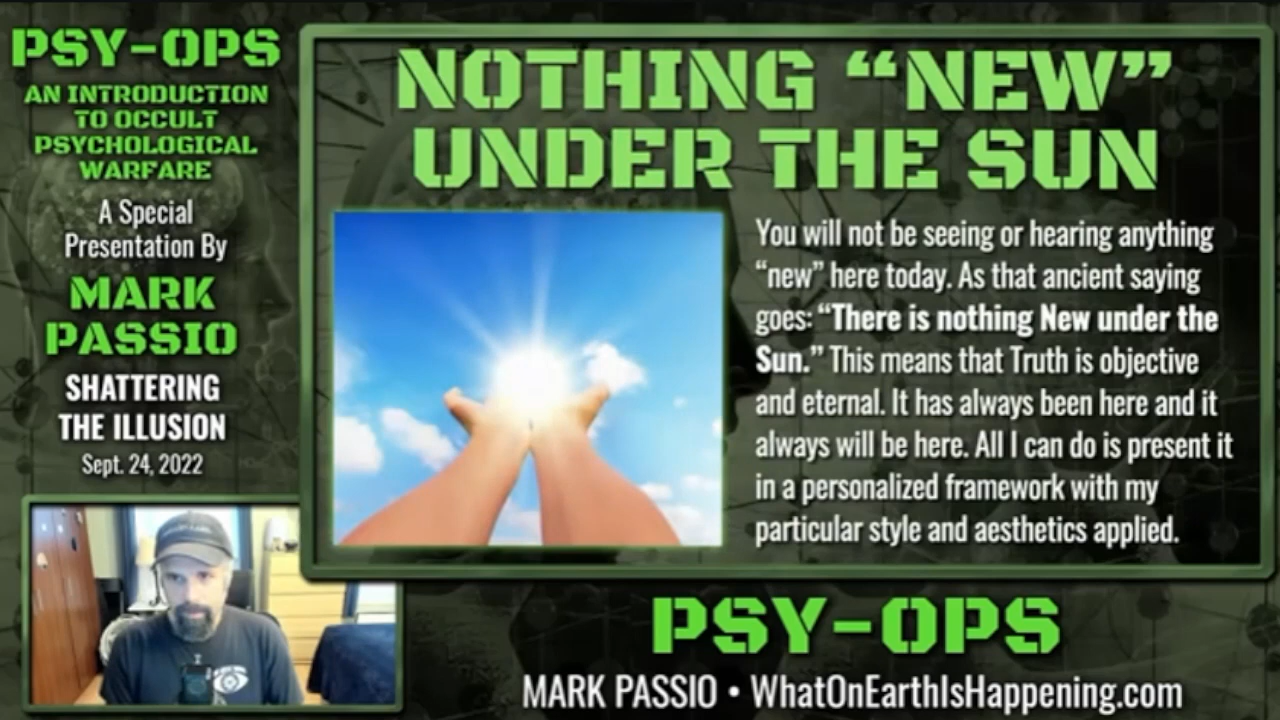 PSY-OPS
AN INTRODUCTION
TO OCCULT
PSYCHOLOGICAL
WARFARE
A Special
Presentation By
MARK
PASSIO
SHATTERING
THE ILLUSION
Sept. 24, 2022
NOTHING “NEW”
UNDER THE SUN
You will not be seeing or hearing anything
“new” here today. As that ancient saying
goes: “There is nothing New under the
Sun.” This means that Truth is objective
and eternal. It has always been here and it
always will be here. All I can do is present it
in a personalized framework with my
particular style and aesthetics applied.
PSY-OPS
MARK PASSIO • WhatOnEarthIsHappening.com